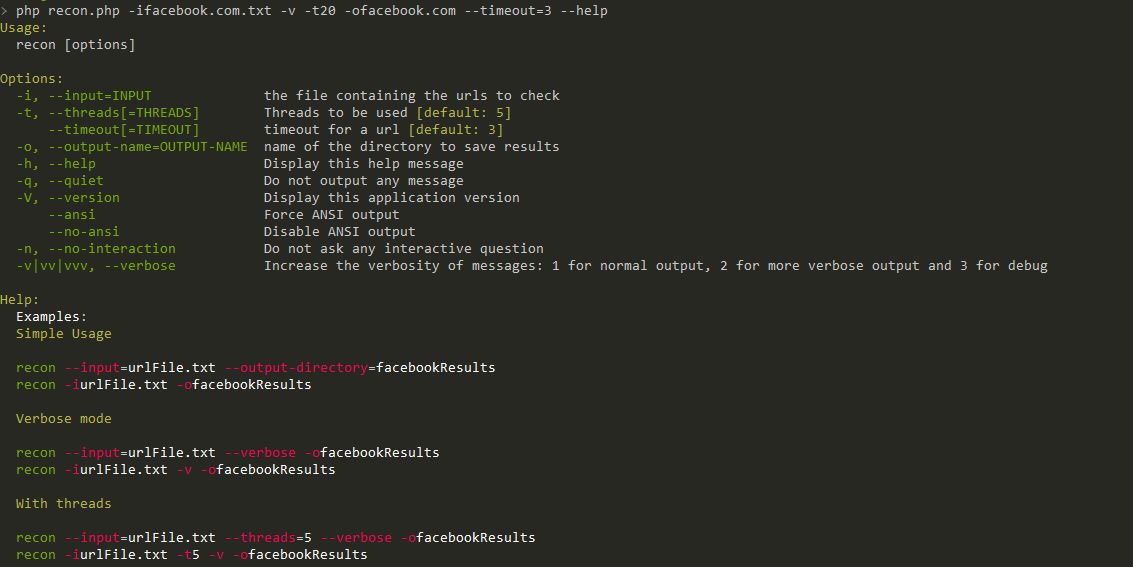 > php recon.php -ifacebook.com.txt -v -t20 -ofacebook.com --timeout=3 --help
Usage:
  recon [options]

Options:
  -i, --input=INPUT              the file containing the urls to check
  -t, --threads[=THREADS]        Threads to be used [default: 5]
      --timeout[=TIMEOUT]        timeout for a url [default: 3]
  -o, --output-name=OUTPUT-NAME  name of the directory to save results
  -h, --help                     Display this help message
  -q, --quiet                    Do not output any message
  -V, --version                  Display this application version
      --ansi                     Force ANSI output
      --no-ansi                  Disable ANSI output
  -n, --no-interaction           Do not ask any interactive question
  -v|vv|vvv, --verbose           Increase the verbosity of messages: 1 for normal output, 2 for more verbose output and 3 for debug

Help:
  Examples:
  Simple Usage

  recon --input=urlFile.txt --output-directory=facebookResults
  recon -iurlFile.txt -ofacebookResults

  Verbose mode

  recon --input=urlFile.txt --verbose -ofacebookResults
  recon -iurlFile.txt -v -ofacebookResults

  With threads

  recon --input=urlFile.txt --threads=5 --verbose -ofacebookResults
  recon -iurlFile.txt -t5 -v -ofacebookResults